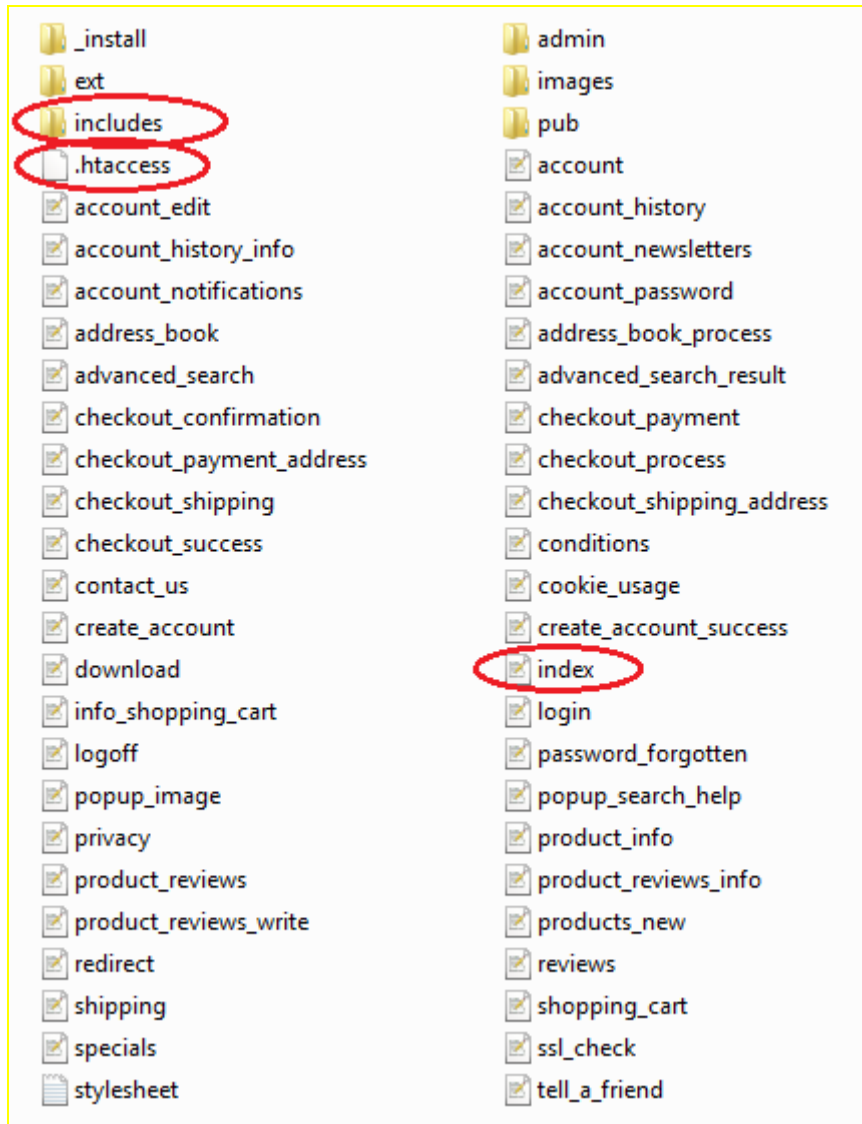 _install admin
ext images
includes pub
.htaccess account
account_edit account_history
account_history_info account_newsletters
account_notifications account_password
address_book address_book_process
advanced_search advanced_search_result
checkout_confirmation checkout_payment
checkout_payment_address checkout_process
checkout_shipping checkout_shipping_address
checkout_success conditions
contact_us cookie_usage
create_account create_account_success
download index
info_shopping_cart login
logoff password_forgotten
popup_image popup_search_help
privacy product_info
product_reviews product_reviews_info
product_reviews_write products_new
redirect reviews
shipping shopping_cart
specials ssl_check
stylesheet tell_a_friend